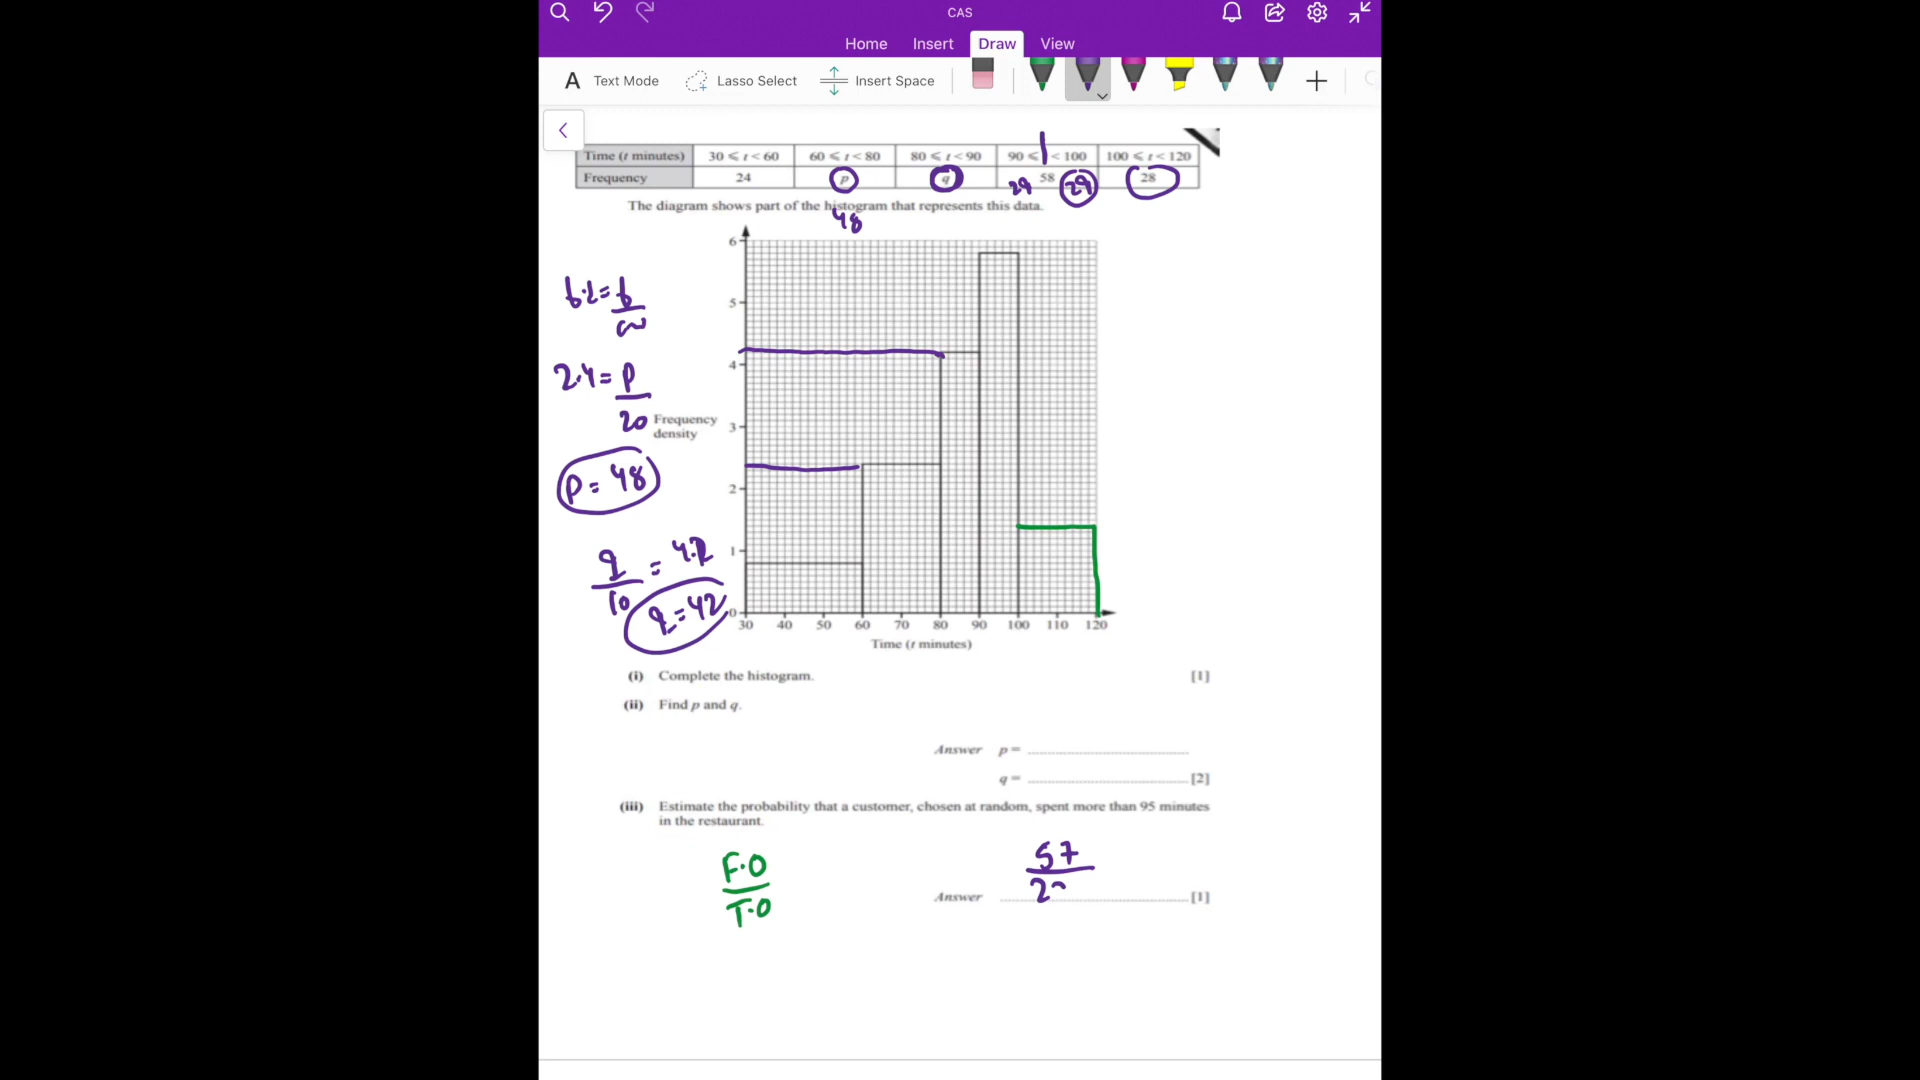 CAS
Home Insert Draw View
A Text Mode Lasso Select Insert Space
Time (t minutes) 30 ⩽ t < 60 60 ⩽ t < 80 80 ⩽ t < 90 90 ⩽ < 100 100 ⩽ t < 120
Frequency 24 p q 29 58 29 28
The diagram shows part of the histogram that represents this data.
48
6
5
4
3
2
1
0
Frequency
density
30 40 50 60 70 80 90 100 110 120
Time (t minutes)
2.4 = p
20
p = 48
q = 4.2
10
q = 42
(i) Complete the histogram. [1]
(ii) Find p and q.
Answer p = 
q = [2]
(iii) Estimate the probability that a customer, chosen at random, spent more than 95 minutes
in the restaurant.
F.O
T.O
57
Answer [1]